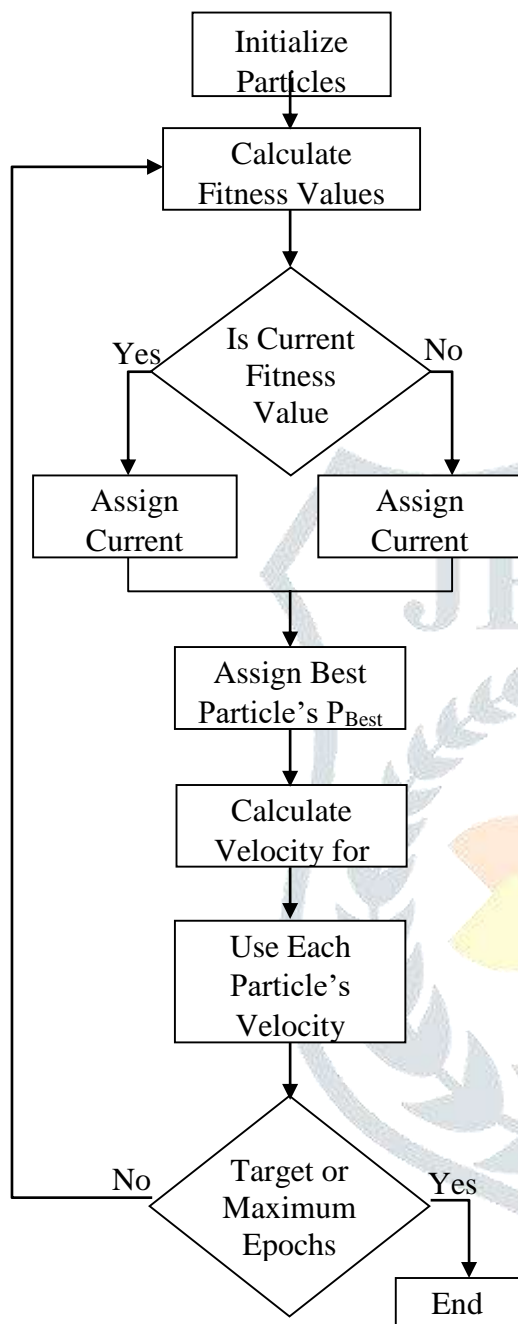 Initialize
Particles
Calculate
Fitness Values
Yes
Is Current
Fitness
Value
No
Assign
Current
Assign
Current
Assign Best
Particle's PBest
Calculate
Velocity for
Use Each
Particle's
Velocity
No
Target or
Maximum
Epochs
Yes
End